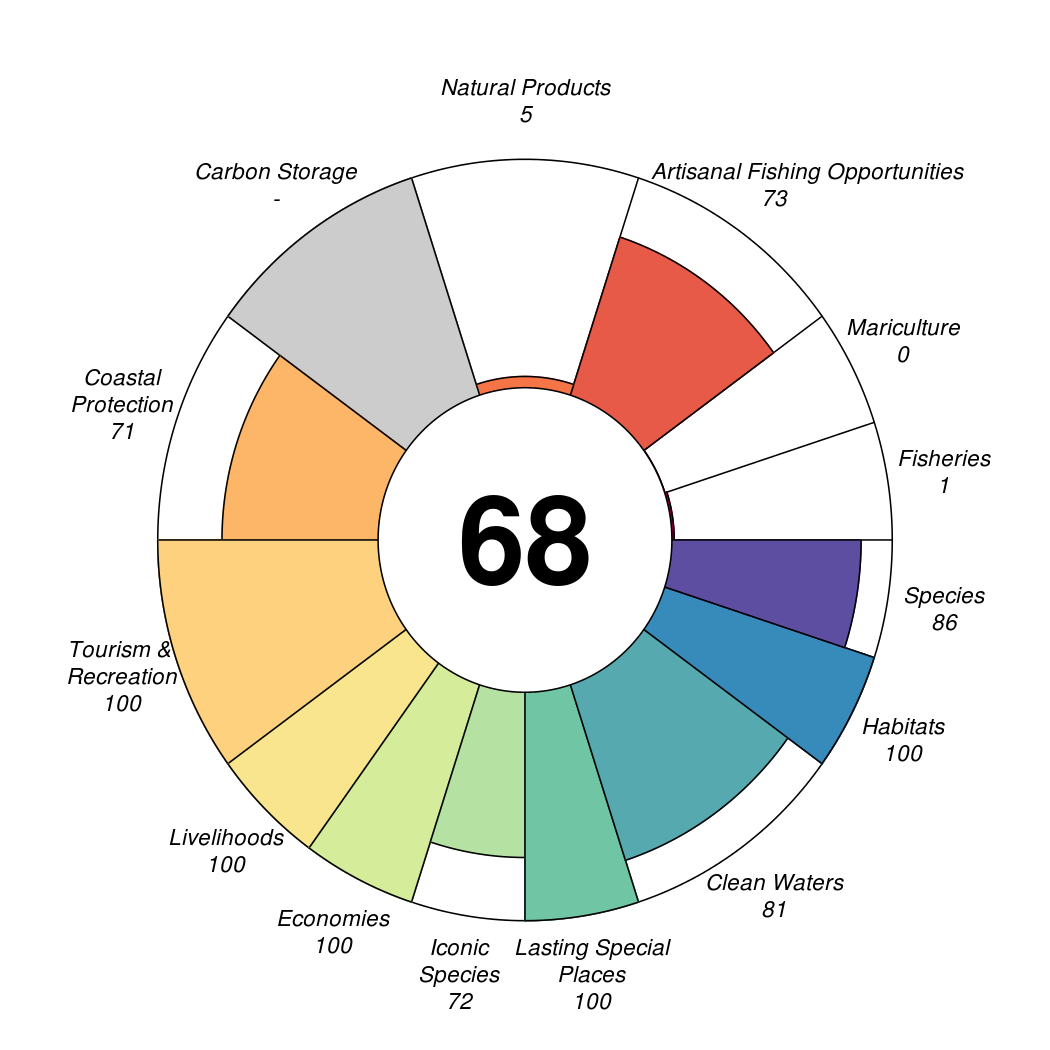 Natural Products
5
Artisanal Fishing Opportunities
73
Carbon Storage
-
Mariculture
0
Coastal
Protection
71
Fisheries
1
68
Species
86
Tourism &
Recreation
100
Habitats
100
Livelihoods
100
Clean Waters
81
Economies
100
Iconic
Species
72
Lasting Special
Places
100